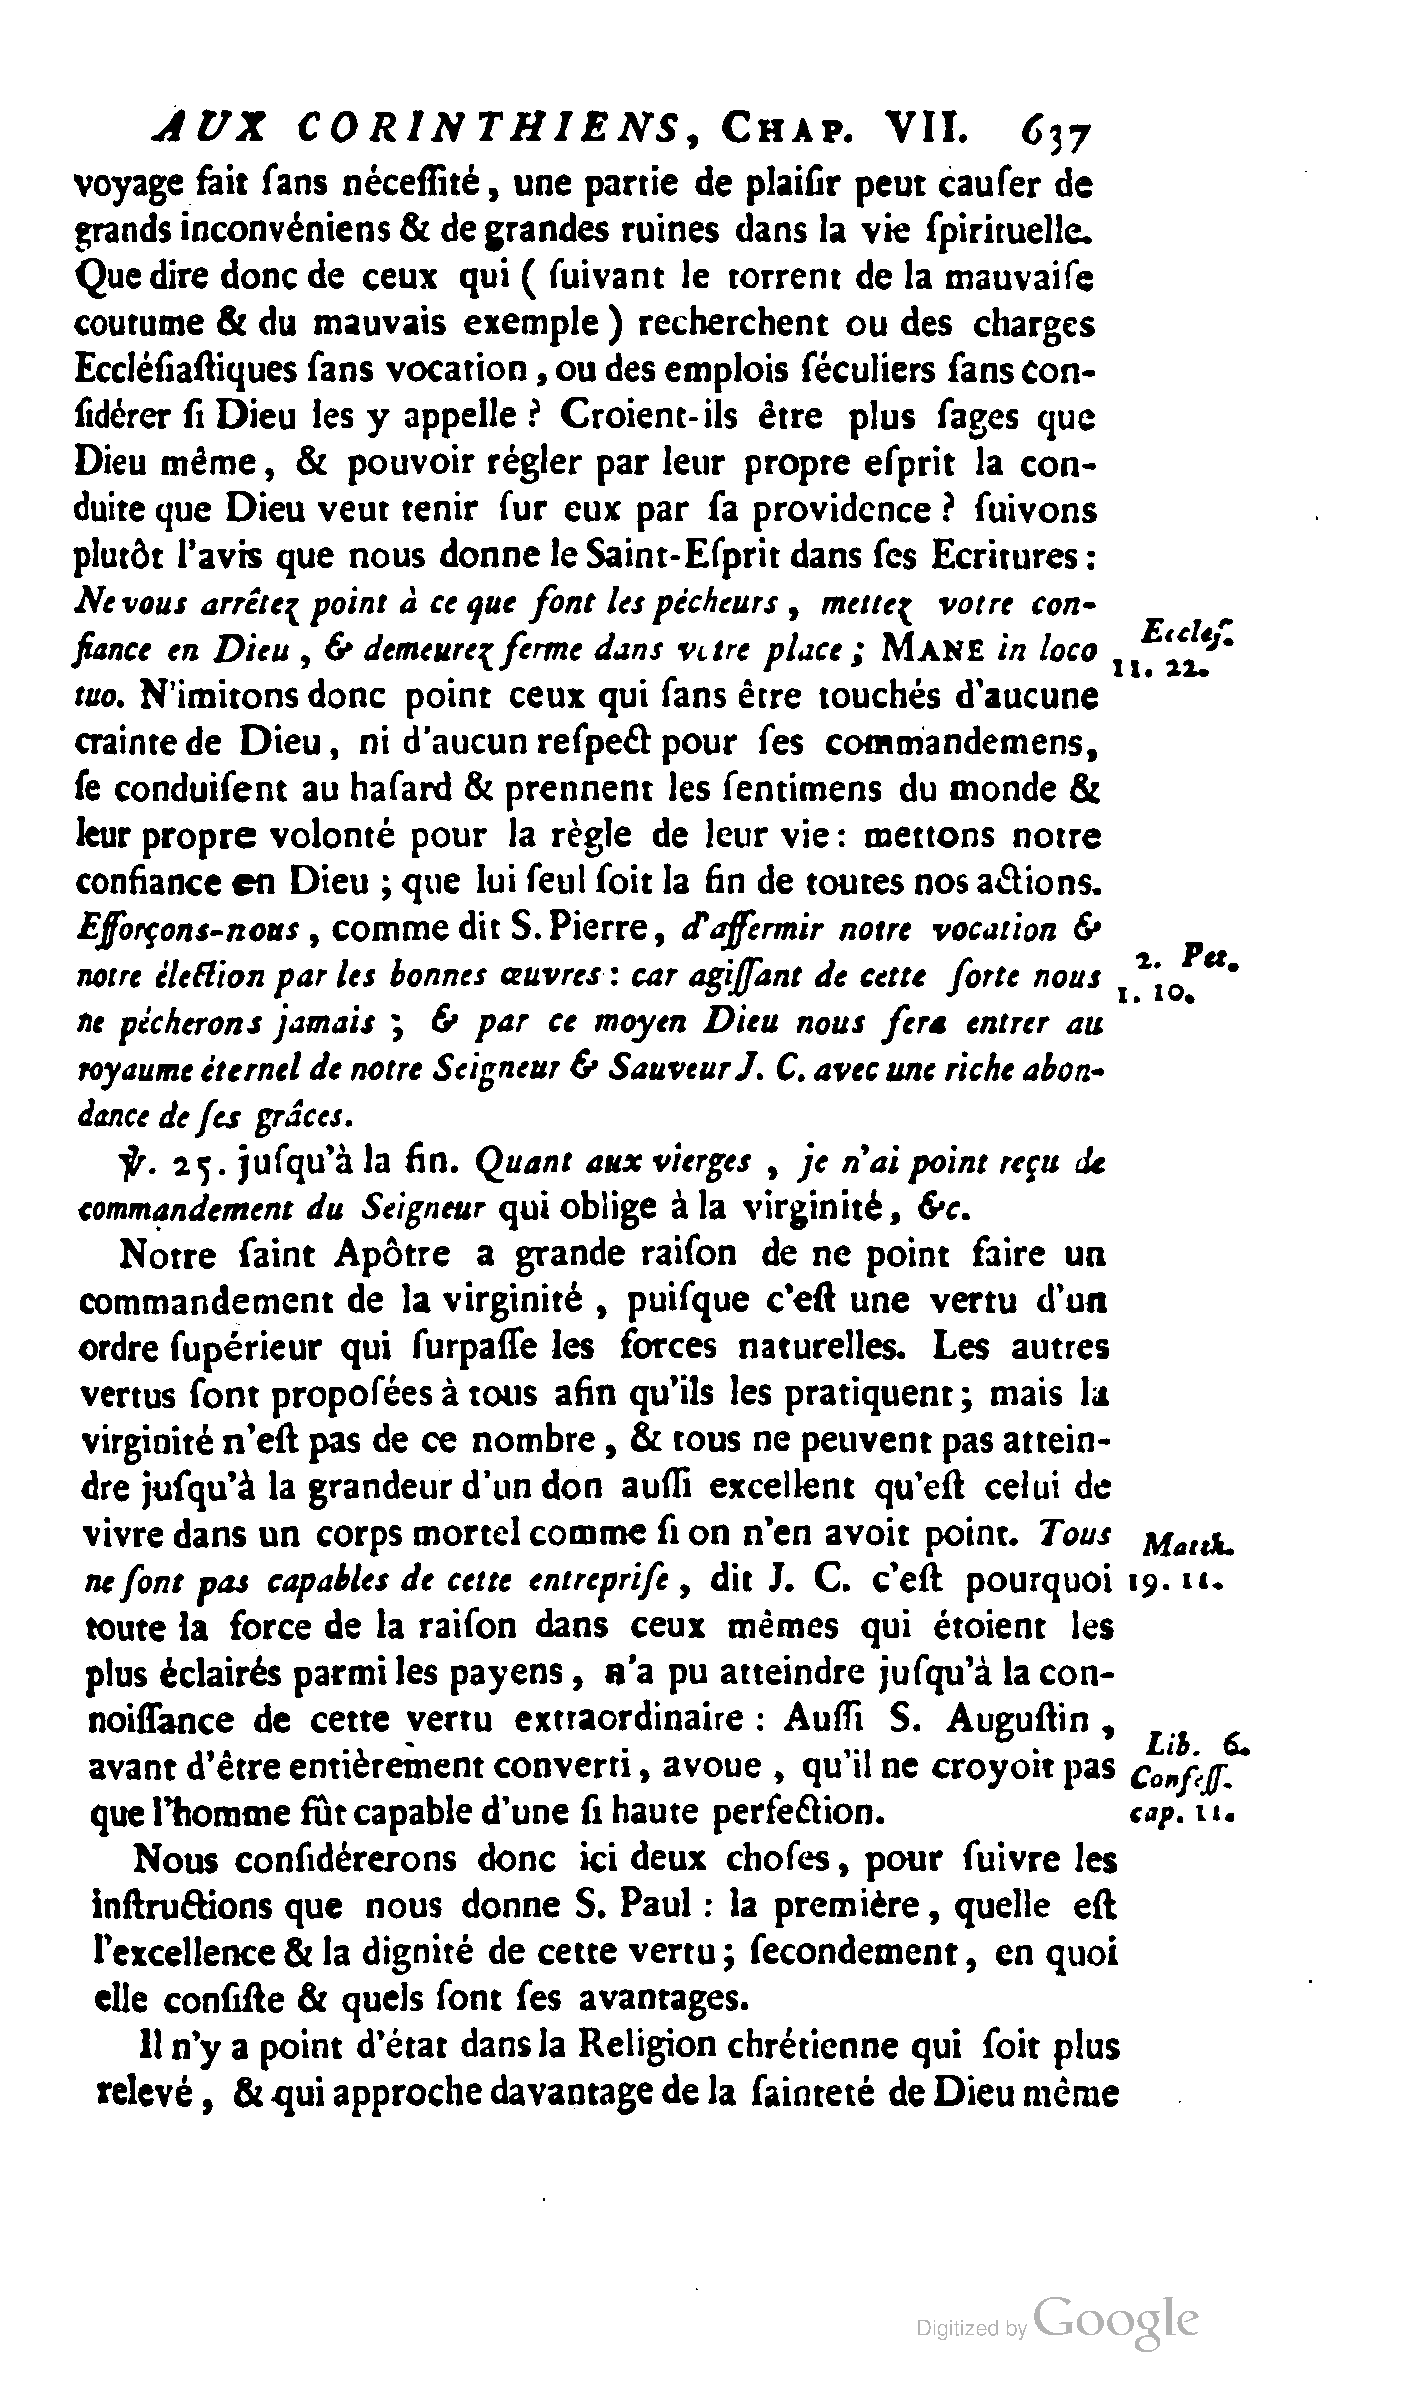 AUX CORINTHIENS, CHAP. VII. 637
voyage fait ſans néceſſité, une partie de plaiſir peut cauſer de
grands inconvéniens & de grandes ruines dans la vie ſpirituelle.
Que dire donc de ceux qui ( ſuivant le torrent de la mauvaiſe
coutume & du mauvais exemple ) recherchent ou des charges
Eccléſiaſtiques ſans vocation, ou des emplois ſéculiers ſans con-
ſidérer ſi Dieu les y appelle ? Croient-ils être plus ſages que
Dieu même, & pouvoir régler par leur propre eſprit la con-
duite que Dieu veut tenir ſur eux par ſa providence ? ſuivons
plutôt l'avis que nous donne le Saint-Eſprit dans ſes Ecritures :
Ne vous arrêtez point à ce que font les pécheurs, mettez votre con-
fiance en Dieu, & demeurez ferme dans votre place ; MANE in loco
Eccleſ. 11. 22.
tuo. N'imitons donc point ceux qui ſans être touchés d'aucune
crainte de Dieu, ni d'aucun reſpect pour ſes commandemens,
ſe conduiſent au haſard & prennent les ſentimens du monde &
leur propre volonté pour la règle de leur vie : mettons notre
confiance en Dieu ; que lui ſeul ſoit la fin de toutes nos actions.
Efforçons-nous, comme dit S. Pierre, d'affermir notre vocation &
notre élection par les bonnes œuvres : car agiſſant de cette ſorte nous
2. Pet. 1. 10.
ne pécherons jamais ; & par ce moyen Dieu nous fera entrer au
royaume éternel de notre Seigneur & Sauveur J. C. avec une riche abon-
dance de ſes grâces.
℣. 25. juſqu'à la fin. Quant aux vierges, je n'ai point reçu de
commandement du Seigneur qui oblige à la virginité, &c.
Notre ſaint Apôtre a grande raiſon de ne point faire un
commandement de la virginité, puiſque c'eſt une vertu d'un
ordre ſupérieur qui ſurpaſſe les forces naturelles. Les autres
vertus ſont propoſées à tous afin qu'ils les pratiquent ; mais la
virginité n'eſt pas de ce nombre, & tous ne peuvent pas attein-
dre juſqu'à la grandeur d'un don auſſi excellent qu'eſt celui de
vivre dans un corps mortel comme ſi on n'en avoit point. Tous
Matth.
ne ſont pas capables de cette entrepriſe, dit J. C. c'eſt pourquoi
19. 11.
toute la force de la raiſon dans ceux mêmes qui étoient les
plus éclairés parmi les payens, n'a pu atteindre juſqu'à la con-
noiſſance de cette vertu extraordinaire : Auſſi S. Auguſtin,
Lib. 6.
avant d'être entièrement converti, avoue, qu'il ne croyoit pas
Confeſſ.
que l'homme fût capable d'une ſi haute perfection.
cap. 11.
Nous conſidérerons donc ici deux choſes, pour ſuivre les
inſtructions que nous donne S. Paul : la première, quelle eſt
l'excellence & la dignité de cette vertu ; ſecondement, en quoi
elle conſiſte & quels ſont ſes avantages.
Il n'y a point d'état dans la Religion chrétienne qui ſoit plus
relevé, & qui approche davantage de la ſainteté de Dieu même
Digitized by Google